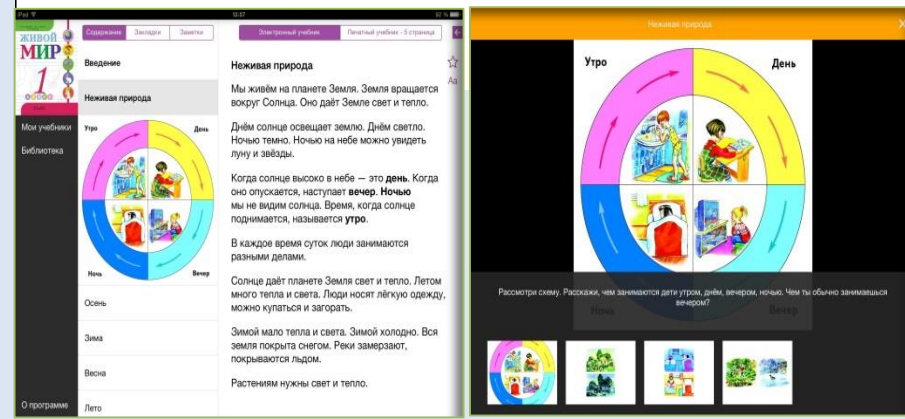 iPad
12:57
92 %
ЖИВОЙ
МИР
1
Мои учебники
Библиотека
О программе
Содержание Закладки Заметки
Введение
Неживая природа
Утро День
Ночь Вечер
Осень
Зима
Весна
Лето
Электронный учебник Печатный учебник - 5 страница
Аа
Неживая природа
Мы живём на планете Земля. Земля вращается
вокруг Солнца. Оно даёт Земле свет и тепло.
Днём солнце освещает землю. Днём светло.
Ночью темно. Ночью на небе можно увидеть
луну и звёзды.
Когда солнце высоко в небе — это день. Когда
оно опускается, наступает вечер. Ночью
мы не видим солнца. Время, когда солнце
поднимается, называется утро.
В каждое время суток люди занимаются
разными делами.
Солнце даёт планете Земля свет и тепло. Летом
много тепла и света. Люди носят лёгкую одежду,
можно купаться и загорать.
Зимой мало тепла и света. Зимой холодно. Вся
земля покрыта снегом. Реки замерзают,
покрываются льдом.
Растениям нужны свет и тепло.
Неживая природа
Утро День
Рассмотри схему. Расскажи, чем занимаются дети утром, днём, вечером, ночью. Чем ты обычно занимаешься
вечером?
Ночь Вечер